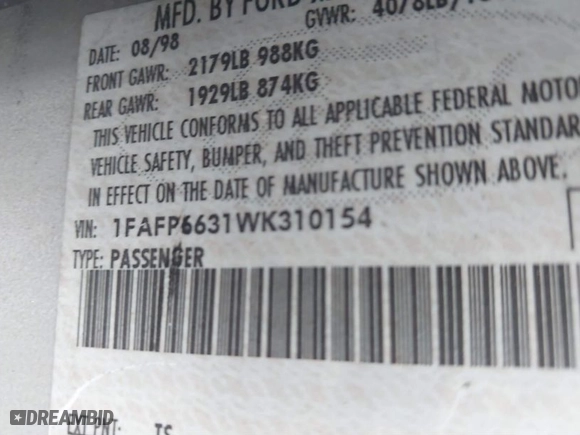 MFD. BY FORD
DATE: 08/98 GVWR: 4078LB/
FRONT GAWR: 2179LB 988KG
REAR GAWR: 1929LB 874KG
THIS VEHICLE CONFORMS TO ALL APPLICABLE FEDERAL MOTO
VEHICLE SAFETY, BUMPER, AND THEFT PREVENTION STANDAR
IN EFFECT ON THE DATE OF MANUFACTURE SHOWN ABOVE.
VIN: 1FAFP6631WK310154
TYPE: PASSENGER
TS
DREAMBID